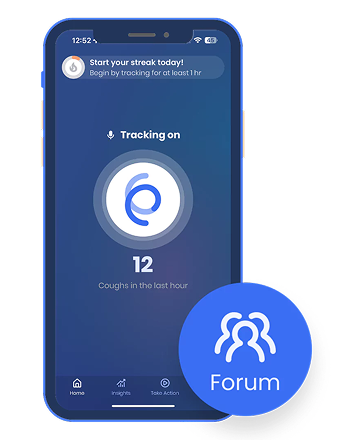 12:52
45
Start your streak today!
Begin by tracking for at least 1 hr
Tracking on
12
Coughs in the last hour
Home
Insights
Take Action
Forum